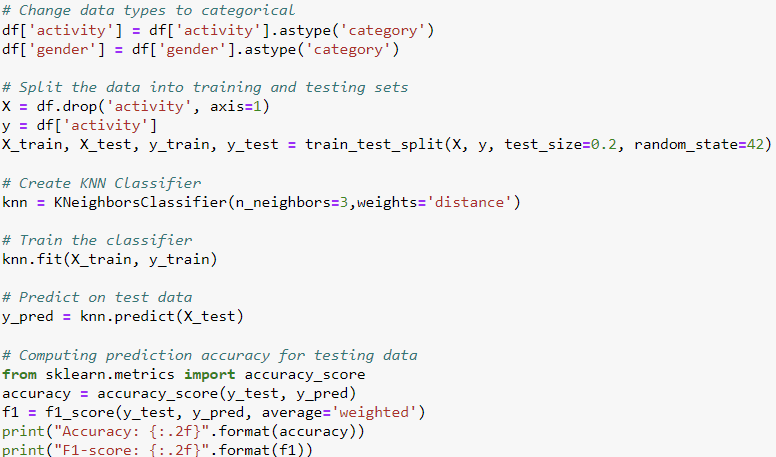 # Change data types to categorical
df['activity'] = df['activity'].astype('category')
df['gender'] = df['gender'].astype('category')
# Split the data into training and testing sets
X = df.drop('activity', axis=1)
y = df['activity']
X_train, X_test, y_train, y_test = train_test_split(X, y, test_size=0.2, random_state=42)
# Create KNN Classifier
knn = KNeighborsClassifier(n_neighbors=3,weights='distance')
# Train the classifier
knn.fit(X_train, y_train)
# Predict on test data
y_pred = knn.predict(X_test)
# Computing prediction accuracy for testing data
from sklearn.metrics import accuracy_score
accuracy = accuracy_score(y_test, y_pred)
f1 = f1_score(y_test, y_pred, average='weighted')
print("Accuracy: {:.2f}".format(accuracy))
print("F1-score: {:.2f}".format(f1))